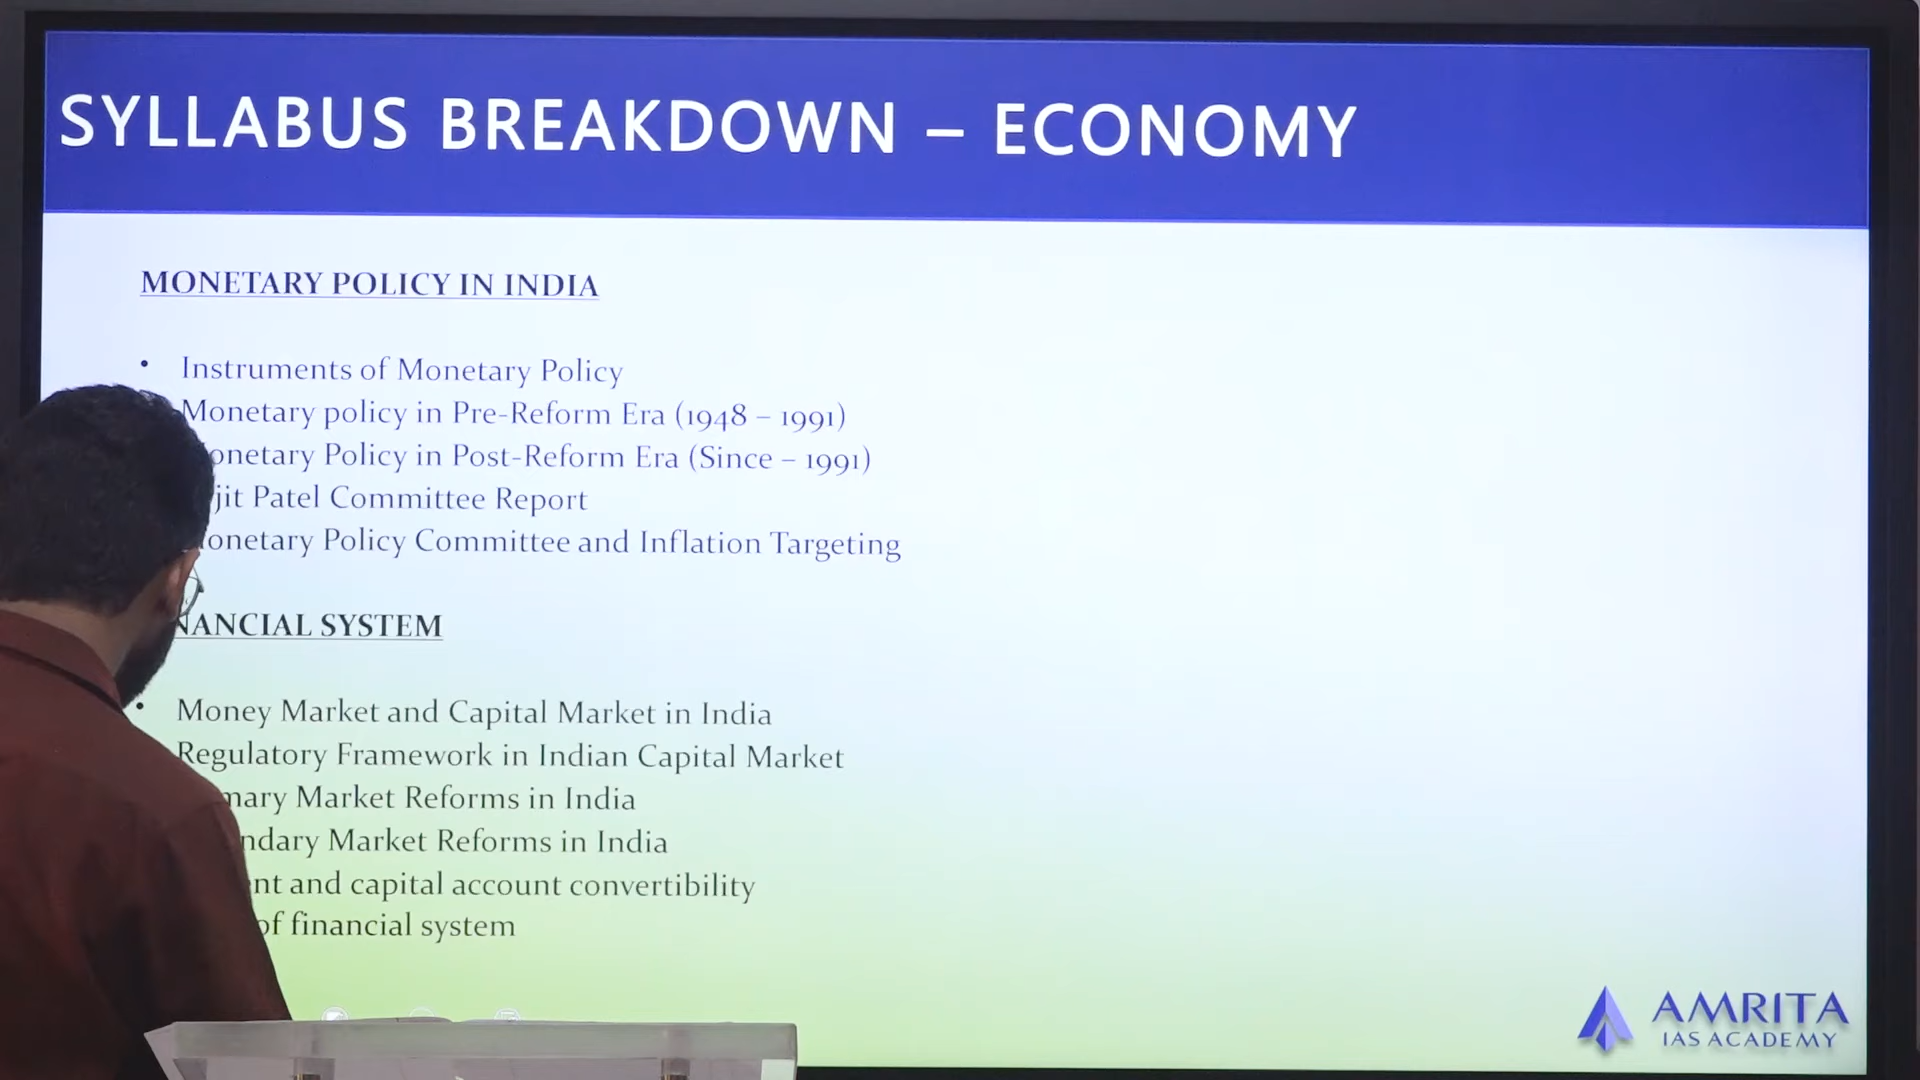 SYLLABUS BREAKDOWN – ECONOMY
MONETARY POLICY IN INDIA
• Instruments of Monetary Policy
Monetary policy in Pre-Reform Era (1948 – 1991)
onetary Policy in Post-Reform Era (Since – 1991)
jit Patel Committee Report
onetary Policy Committee and Inflation Targeting
NANCIAL SYSTEM
• Money Market and Capital Market in India
Regulatory Framework in Indian Capital Market
mary Market Reforms in India
ndary Market Reforms in India
nt and capital account convertibility
of financial system
AMRITA
IAS ACADEMY